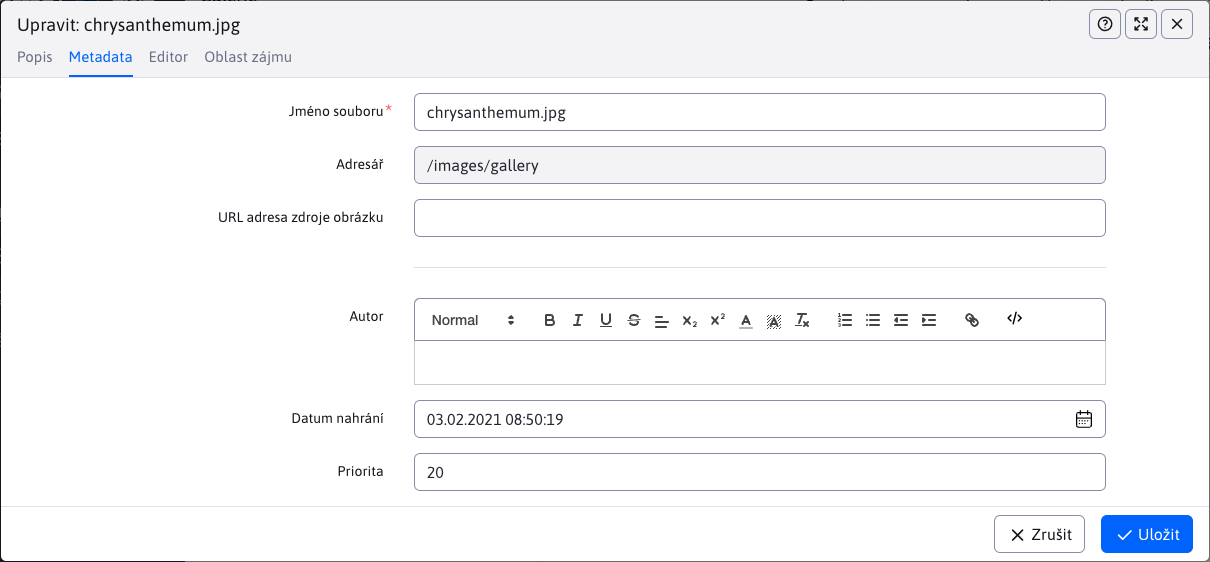 Upravit: chrysanthemum.jpg
Popis Metadata Editor Oblast zájmu
Jméno souboru* chrysanthemum.jpg
Adresář /images/gallery
URL adresa zdroje obrázku
Autor Normal
Datum nahrání 03.02.2021 08:50:19
Priorita 20
Zrušit Uložit